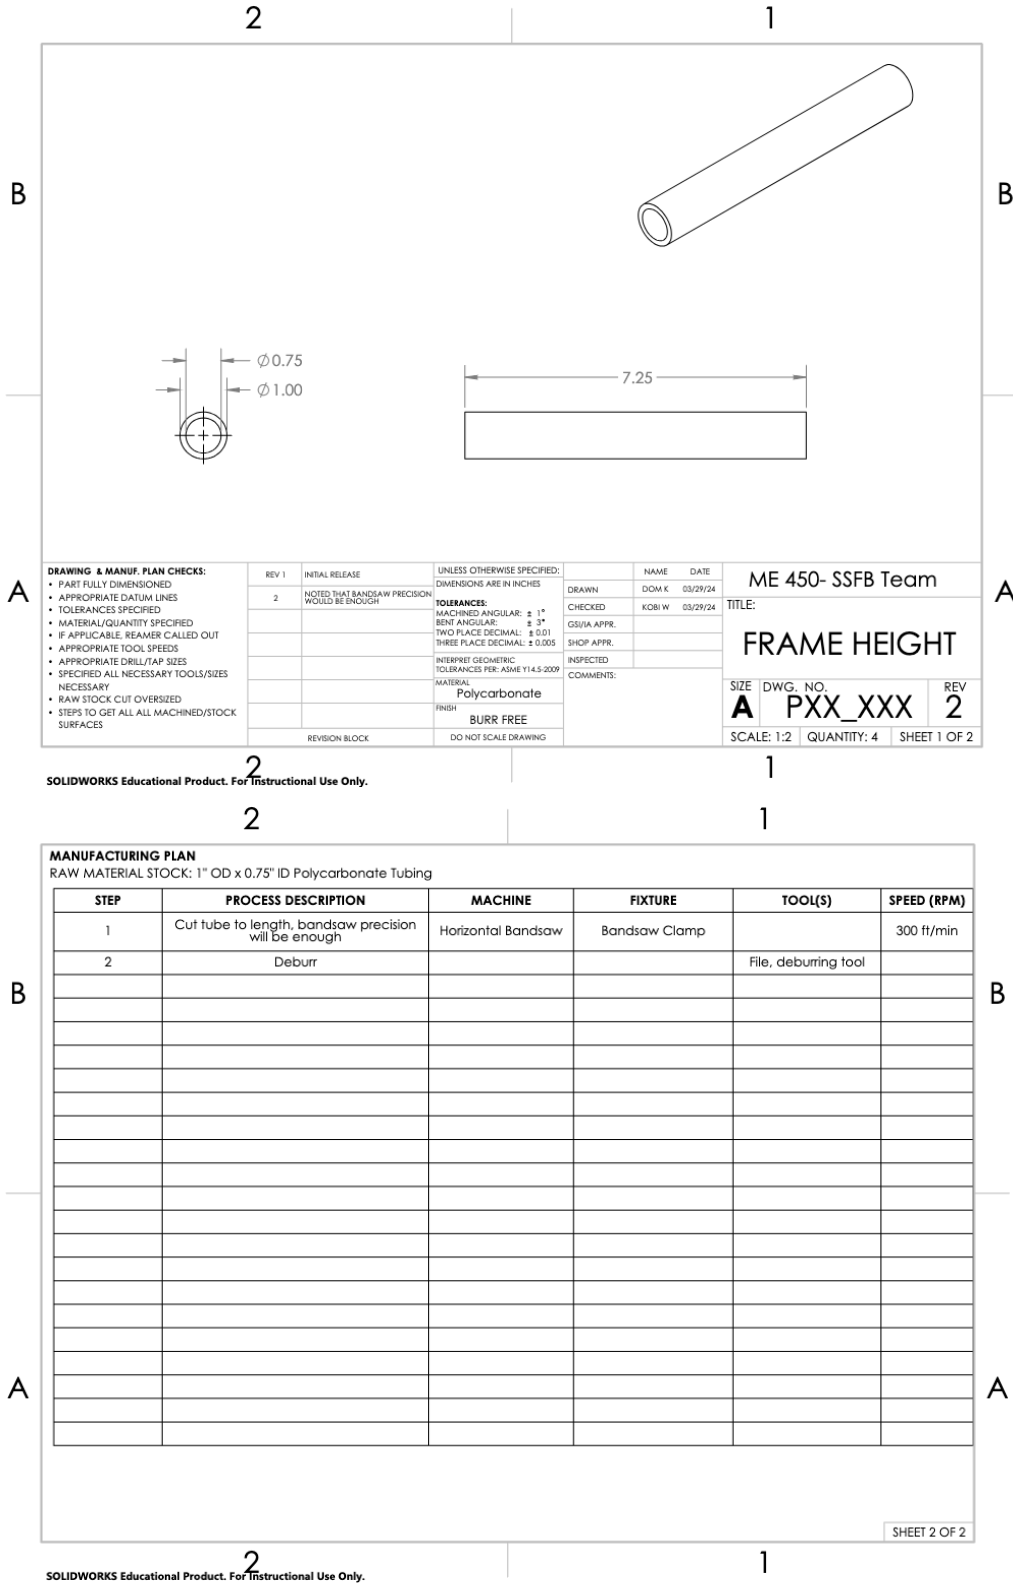 2
1
B
B
Ø0.75
Ø1.00
7.25
A
A
DRAWING & MANUF. PLAN CHECKS:
• PART FULLY DIMENSIONED
• APPROPRIATE DATUM LINES
• TOLERANCES SPECIFIED
• MATERIAL/QUANTITY SPECIFIED
• IF APPLICABLE, REAMER CALLED OUT
• APPROPRIATE TOOL SPEEDS
• APPROPRIATE DRILL/TAP SIZES
• SPECIFIED ALL NECESSARY TOOLS/SIZES
NECESSARY
• RAW STOCK CUT OVERSIZED
• STEPS TO GET ALL ALL MACHINED/STOCK
SURFACES
REV 1 INITIAL RELEASE
2 NOTED THAT BANDSAW PRECISION
WOULD BE ENOUGH
REVISION BLOCK
UNLESS OTHERWISE SPECIFIED:
DIMENSIONS ARE IN INCHES
TOLERANCES:
MACHINED ANGULAR: ± 1°
BENT ANGULAR: ± 3°
TWO PLACE DECIMAL: ± 0.01
THREE PLACE DECIMAL: ± 0.005
INTERPRET GEOMETRIC
TOLERANCES PER: ASME Y14.5-2009
MATERIAL
Polycarbonate
FINISH
BURR FREE
DO NOT SCALE DRAWING
NAME DATE
DRAWN DOM K 03/29/24
CHECKED KOBI W 03/29/24
GSI/IA APPR.
SHOP APPR.
INSPECTED
COMMENTS:
ME 450- SSFB Team
TITLE:
FRAME HEIGHT
SIZE DWG. NO. REV
A PXX_XXX 2
SCALE: 1:2 QUANTITY: 4 SHEET 1 OF 2
2
1
SOLIDWORKS Educational Product. For Instructional Use Only.
2
1
MANUFACTURING PLAN
RAW MATERIAL STOCK: 1" OD x 0.75" ID Polycarbonate Tubing
STEP PROCESS DESCRIPTION MACHINE FIXTURE TOOL(S) SPEED (RPM)
1 Cut tube to length, bandsaw precision
will be enough Horizontal Bandsaw Bandsaw Clamp 300 ft/min
2 Deburr File, deburring tool
B
B
A
A
SHEET 2 OF 2
2
1
SOLIDWORKS Educational Product. For Instructional Use Only.